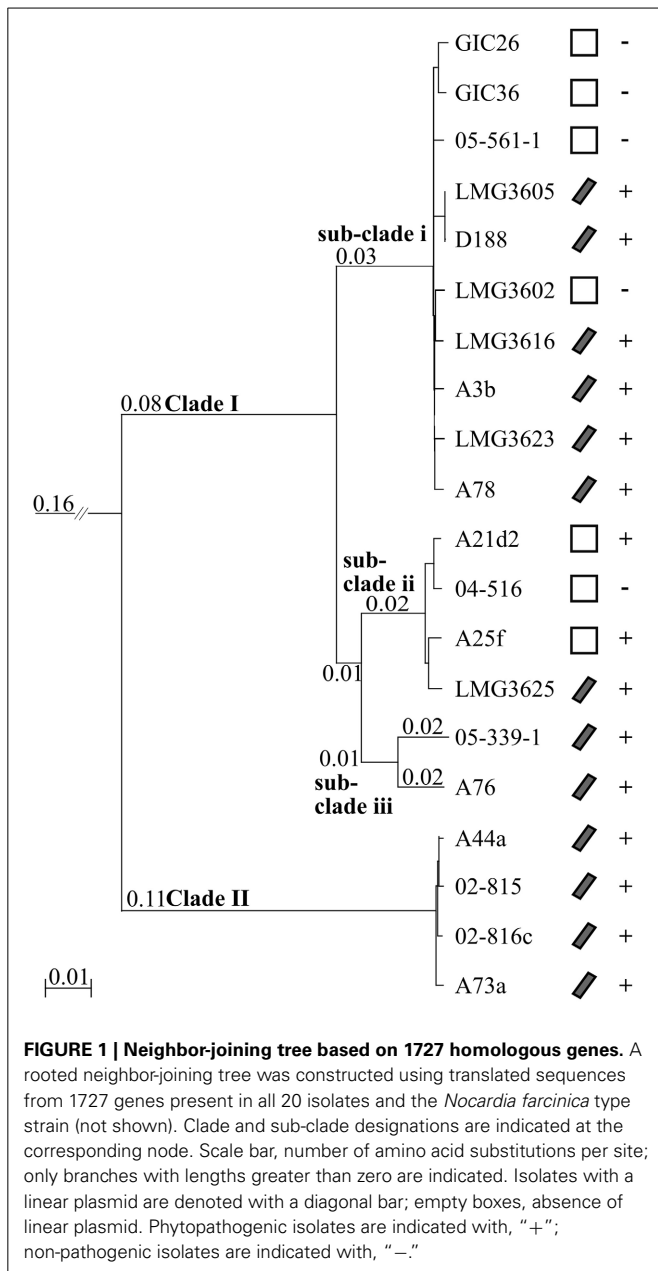 GIC26 -
GIC36 -
05-561-1 -
LMG3605 +
sub-clade i
D188 +
0.03
LMG3602 -
LMG3616 +
A3b +
0.08 Clade I
LMG3623 +
A78 +
0.16
A21d2 +
sub-
clade ii
04-516 -
0.02
A25f +
0.01
LMG3625 +
0.02
05-339-1 +
0.01
0.02
A76 +
sub-
clade iii
A44a +
02-815 +
0.11 Clade II
02-816c +
0.01
A73a +
FIGURE 1 | Neighbor-joining tree based on 1727 homologous genes. A
rooted neighbor-joining tree was constructed using translated sequences
from 1727 genes present in all 20 isolates and the Nocardia farcinica type
strain (not shown). Clade and sub-clade designations are indicated at the
corresponding node. Scale bar, number of amino acid substitutions per site;
only branches with lengths greater than zero are indicated. Isolates with a
linear plasmid are denoted with a diagonal bar; empty boxes, absence of
linear plasmid. Phytopathogenic isolates are indicated with, “+”;
non-pathogenic isolates are indicated with, “−.”